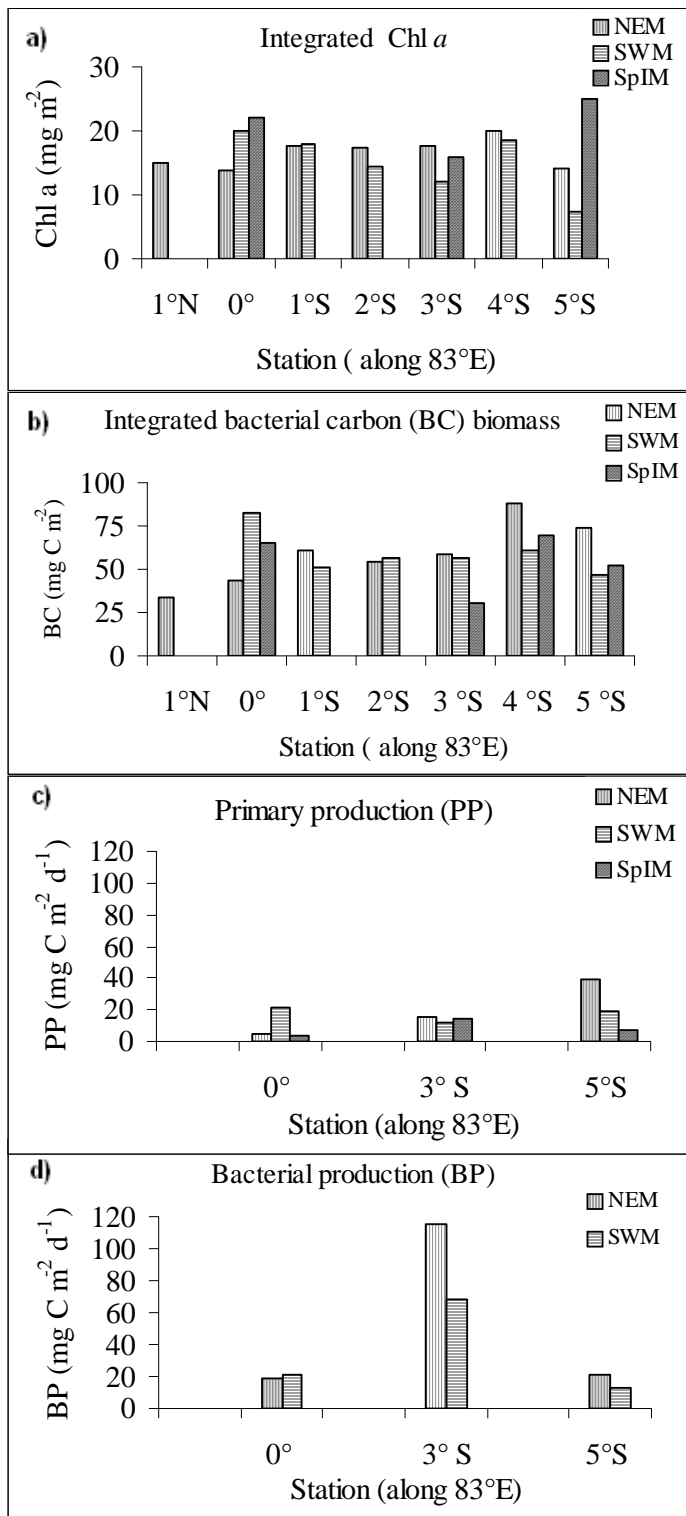 a)
Integrated Chl a
NEM
SWM
SpIM
Chl a (mg m-2)
30
20
10
0
1°N 0° 1°S 2°S 3°S 4°S 5°S
Station ( along 83°E)
b)
Integrated bacterial carbon (BC) biomass
NEM
SWM
SpIM
BC (mg C m-2)
100
75
50
25
0
1°N 0° 1°S 2°S 3 °S 4 °S 5 °S
Station ( along 83°E)
c)
Primary production (PP)
NEM
SWM
SpIM
PP (mg C m-2 d-1)
120
100
80
60
40
20
0
0° 3° S 5°S
Station (along 83°E)
d)
Bacterial production (BP)
NEM
SWM
BP (mg C m-2 d-1)
120
100
80
60
40
20
0
0° 3° S 5°S
Station (along 83°E)